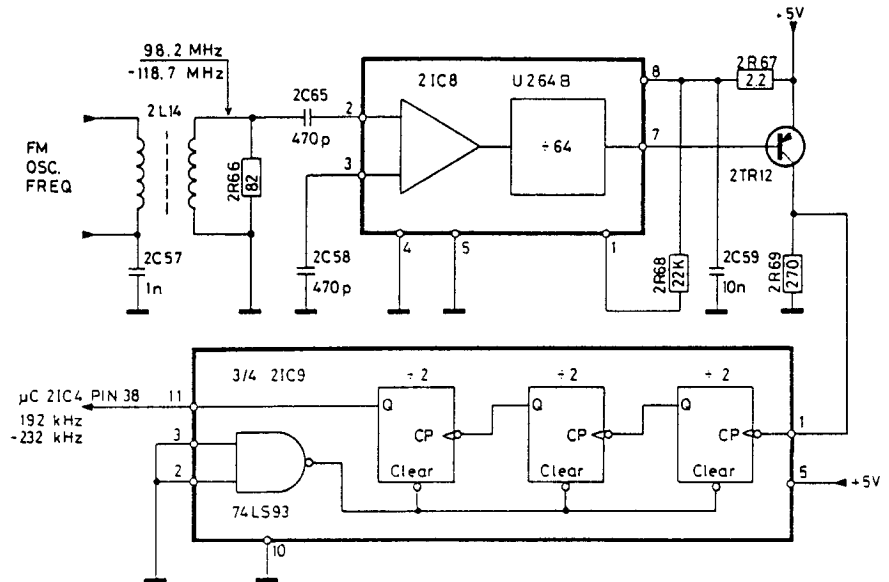 +5V
98.2 MHz
-118.7 MHz
2L14
FM
OSC.
FREQ
2C57
1n
2R66
82
2C65
470p
2
3
2C58
470p
2IC8
U264B
÷64
8
7
4
5
1
2R67
2.2
2TR12
2R68
22K
2C59
10n
2R69
270
3/4 2IC9
÷2
÷2
÷2
µC 2IC4 PIN 38
192 kHz
-232 kHz
11
Q
CP
Clear
Q
CP
Clear
Q
CP
Clear
1
5
+5V
3
2
74LS93
10